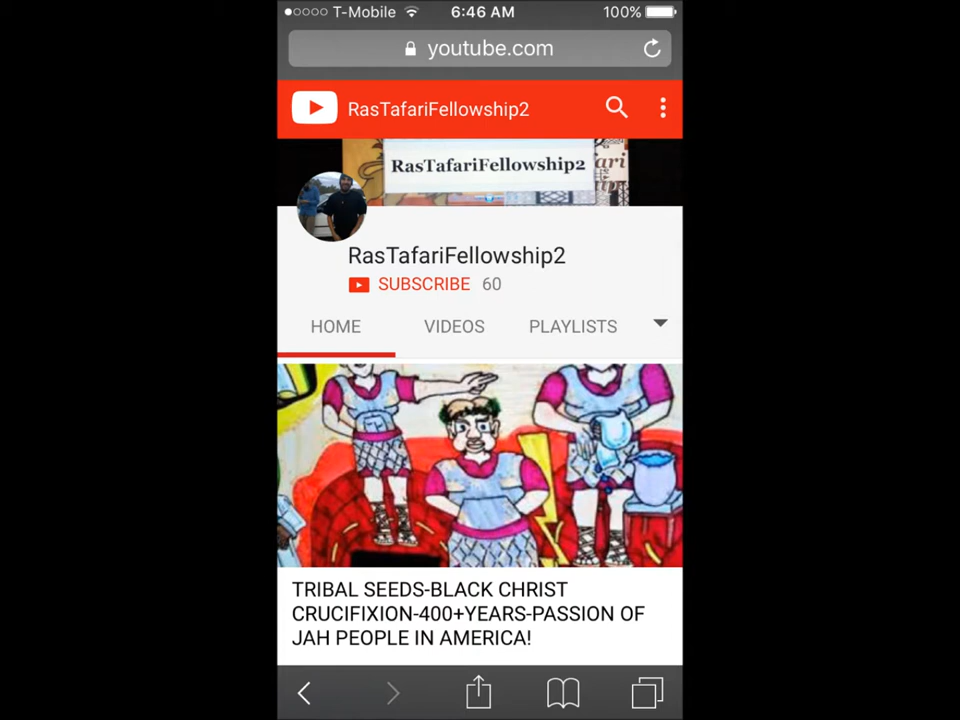 T-Mobile 6:46 AM 100%
youtube.com
RasTafariFellowship2
RasTafariFellowship2
RasTafariFellowship2
SUBSCRIBE 60
HOME VIDEOS PLAYLISTS
TRIBAL SEEDS-BLACK CHRIST
CRUCIFIXION-400+YEARS-PASSION OF
JAH PEOPLE IN AMERICA!